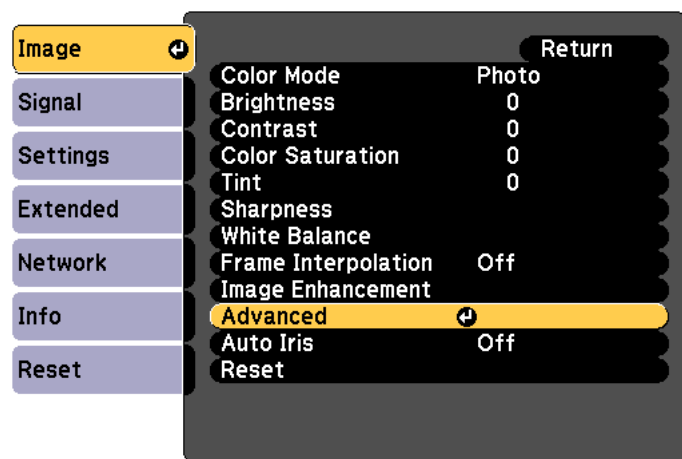 Image
Signal
Settings
Extended
Network
Info
Reset
Return
Color Mode Photo
Brightness 0
Contrast 0
Color Saturation 0
Tint 0
Sharpness
White Balance
Frame Interpolation Off
Image Enhancement
Advanced
Auto Iris Off
Reset